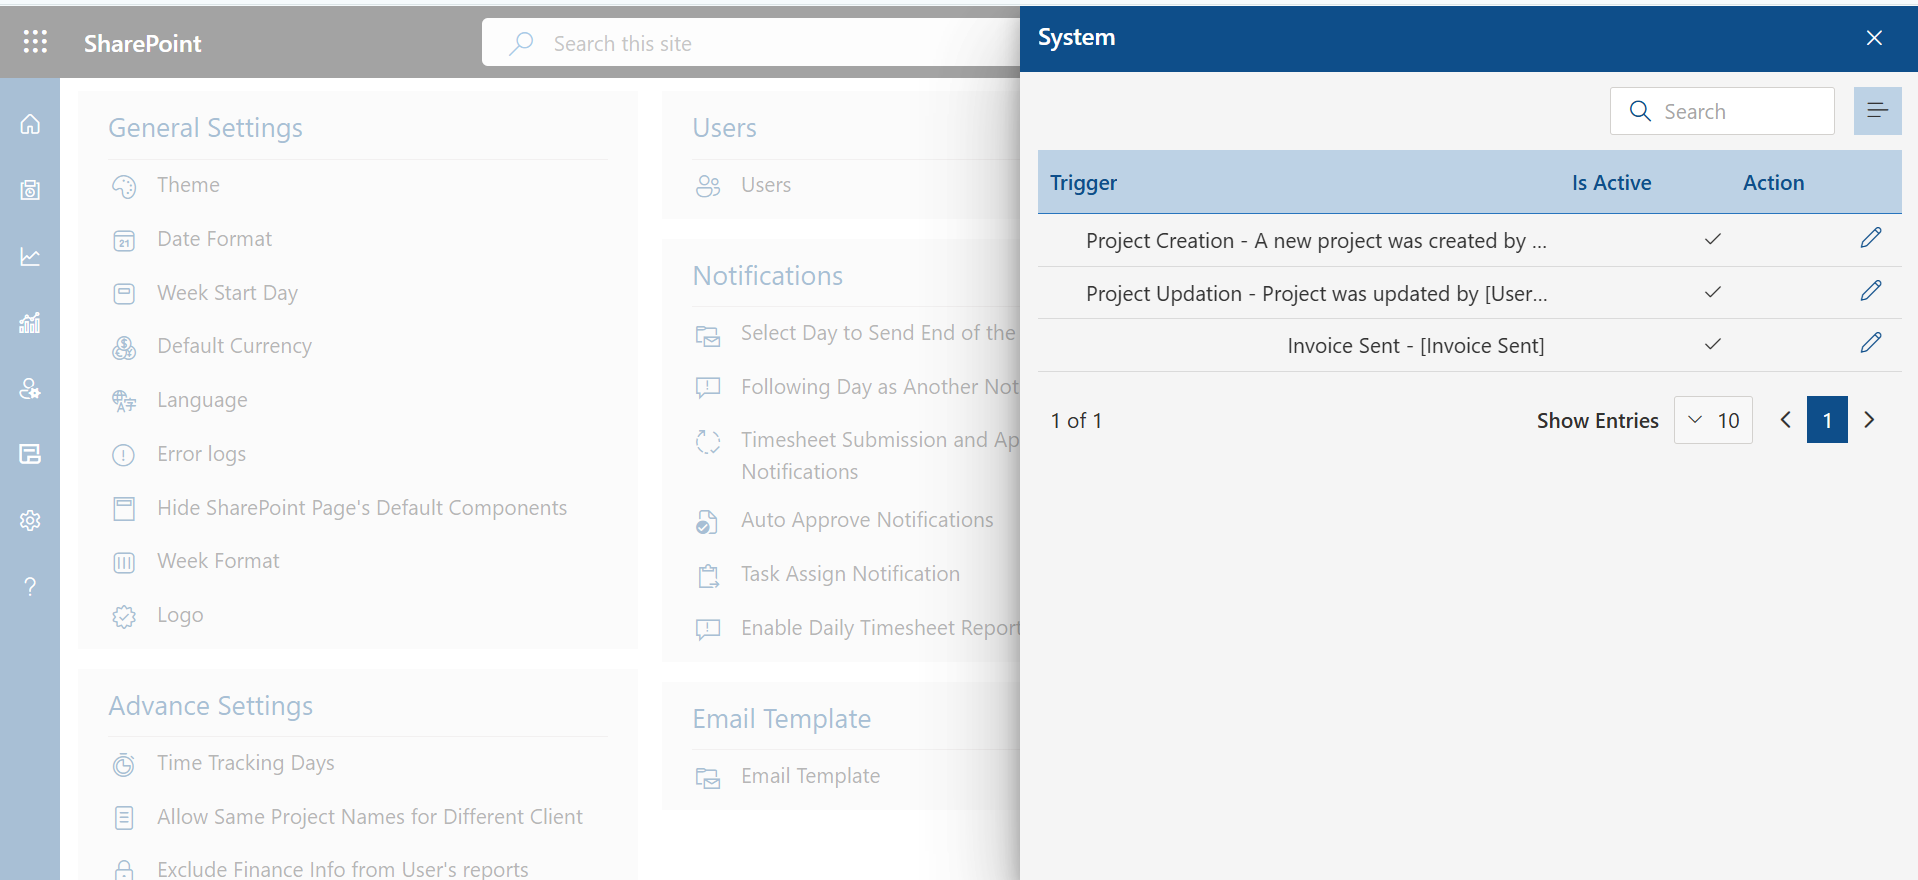 SharePoint
Search this site
General Settings
Theme
21
Date Format
Week Start Day
Default Currency
Language
Error logs
Hide SharePoint Page's Default Components
Week Format
Logo
Advance Settings
Time Tracking Days
Allow Same Project Names for Different Client
Exclude Finance Info from User's reports
Users
Users
Notifications
Select Day to Send End of the
Following Day as Another Not
Timesheet Submission and Ap
Notifications
Auto Approve Notifications
Task Assign Notification
Enable Daily Timesheet Report
Email Template
Email Template
System
Search
Trigger Is Active Action
Project Creation - A new project was created by ...
Project Updation - Project was updated by [User...
Invoice Sent - [Invoice Sent]
1 of 1 Show Entries 10 1